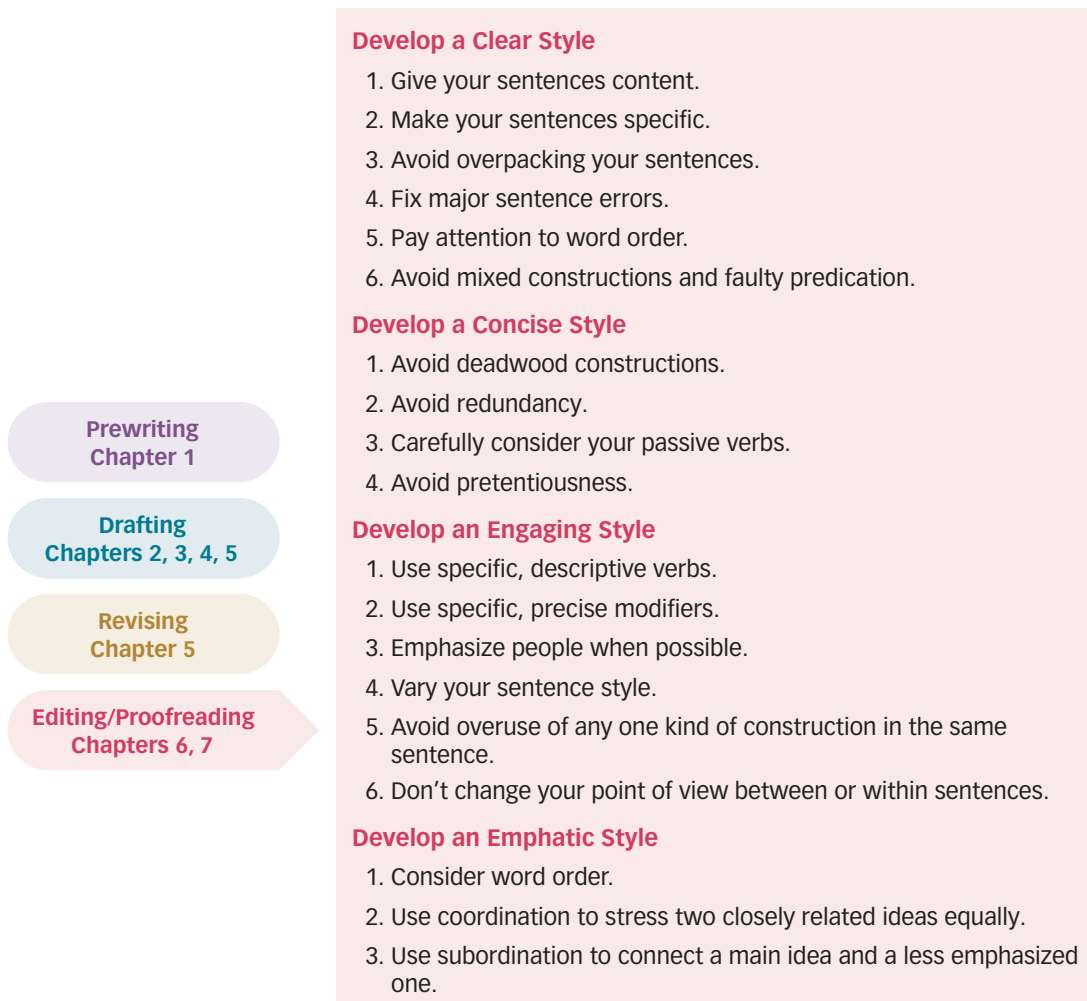 Prewriting
Chapter 1
Drafting
Chapters 2, 3, 4, 5
Revising
Chapter 5
Editing/Proofreading
Chapters 6, 7
Develop a Clear Style
1. Give your sentences content.
2. Make your sentences specific.
3. Avoid overpacking your sentences.
4. Fix major sentence errors.
5. Pay attention to word order.
6. Avoid mixed constructions and faulty predication.
Develop a Concise Style
1. Avoid deadwood constructions.
2. Avoid redundancy.
3. Carefully consider your passive verbs.
4. Avoid pretentiousness.
Develop an Engaging Style
1. Use specific, descriptive verbs.
2. Use specific, precise modifiers.
3. Emphasize people when possible.
4. Vary your sentence style.
5. Avoid overuse of any one kind of construction in the same
sentence.
6. Don’t change your point of view between or within sentences.
Develop an Emphatic Style
1. Consider word order.
2. Use coordination to stress two closely related ideas equally.
3. Use subordination to connect a main idea and a less emphasized
one.